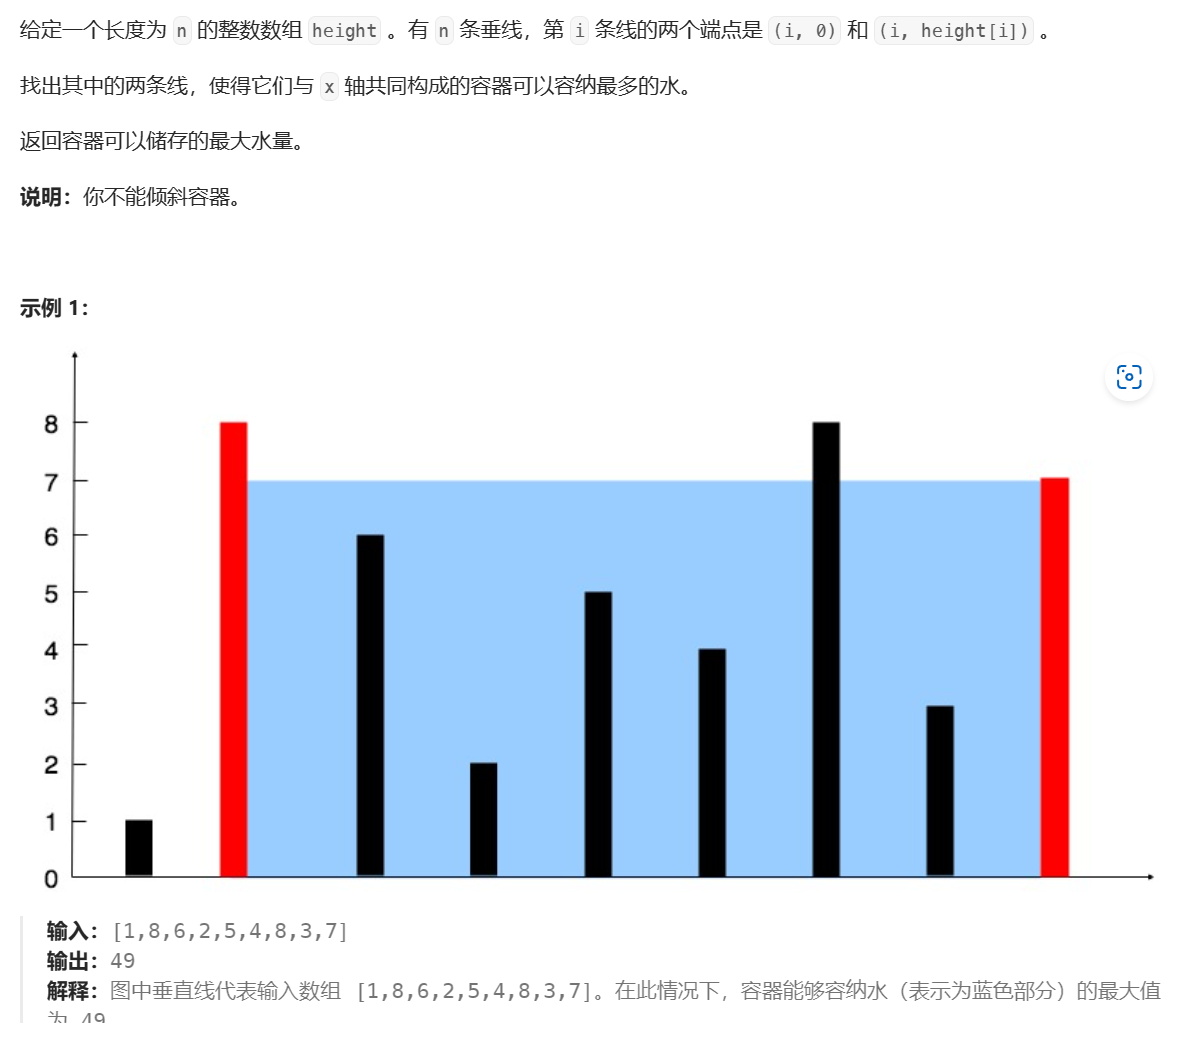 给定一个长度为 n 的整数数组 height 。有 n 条垂线，第 i 条线的两个端点是 (i, 0) 和 (i, height[i]) 。
找出其中的两条线，使得它们与 x 轴共同构成的容器可以容纳最多的水。
返回容器可以储存的最大水量。
说明：你不能倾斜容器。
示例 1：
8
7
6
5
4
3
2
1
0
输入：[1,8,6,2,5,4,8,3,7]
输出：49
解释：图中垂直线代表输入数组 [1,8,6,2,5,4,8,3,7]。在此情况下，容器能够容纳水（表示为蓝色部分）的最大值
为 49